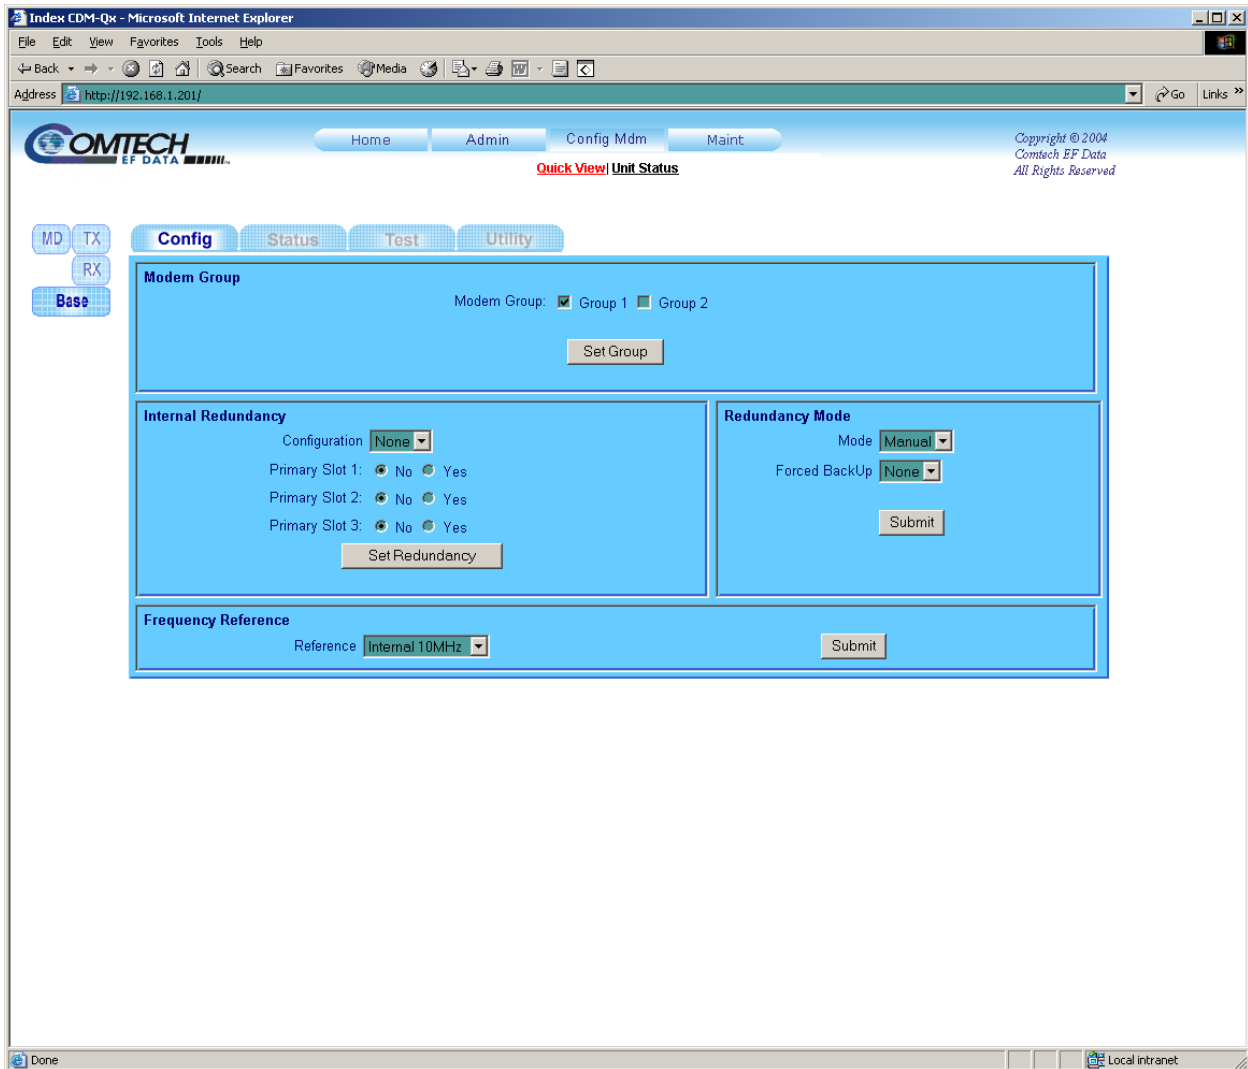 Index CDM-Qx - Microsoft Internet Explorer
File Edit View Favorites Tools Help
Back Search Favorites Media
Address http://192.168.1.201/ Go Links »
COMTECH
EF DATA
Home Admin Config Mdm Maint
Quick View| Unit Status
Copyright © 2004
Comtech EF Data
All Rights Reserved
MD TX
RX
Base
Config Status Test Utility
Modem Group
Modem Group: Group 1 Group 2
Set Group
Internal Redundancy
Configuration None
Primary Slot 1: No Yes
Primary Slot 2: No Yes
Primary Slot 3: No Yes
Set Redundancy
Redundancy Mode
Mode Manual
Forced BackUp None
Submit
Frequency Reference
Reference Internal 10MHz Submit
Done Local intranet